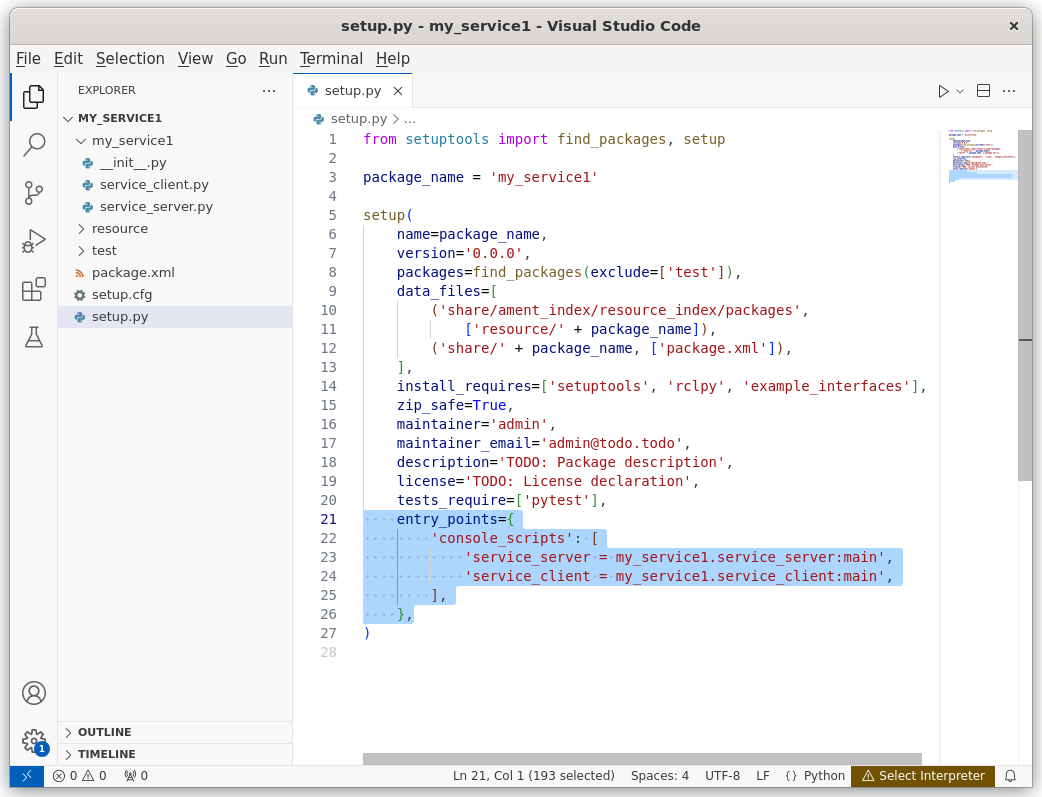 setup.py - my_service1 - Visual Studio Code
File Edit Selection View Go Run Terminal Help
EXPLORER
MY_SERVICE1
my_service1
__init__.py
service_client.py
service_server.py
resource
test
package.xml
setup.cfg
setup.py
OUTLINE
TIMELINE
setup.py
setup.py > ...
1 from setuptools import find_packages, setup
2
3 package_name = 'my_service1'
4
5 setup(
6     name=package_name,
7     version='0.0.0',
8     packages=find_packages(exclude=['test']),
9     data_files=[
10         ('share/ament_index/resource_index/packages',
11             ['resource/' + package_name]),
12         ('share/' + package_name, ['package.xml']),
13     ],
14     install_requires=['setuptools', 'rclpy', 'example_interfaces'],
15     zip_safe=True,
16     maintainer='admin',
17     maintainer_email='admin@todo.todo',
18     description='TODO: Package description',
19     license='TODO: License declaration',
20     tests_require=['pytest'],
21     entry_points={
22         'console_scripts': [
23             'service_server = my_service1.service_server:main',
24             'service_client = my_service1.service_client:main',
25         ],
26     },
27 )
28
1
0 0 0 Ln 21, Col 1 (193 selected) Spaces: 4 UTF-8 LF { } Python Select Interpreter